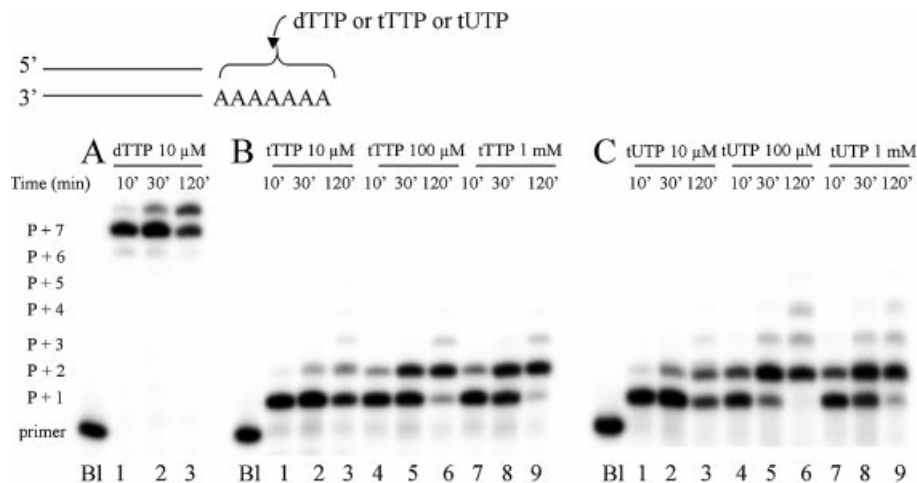 dTTP or tTTP or tUTP
5'
3' AAAAAAA
A dTTP 10 µM B tTTP 10 µM tTTP 100 µM tTTP 1 mM C tUTP 10 µM tUTP 100 µM tUTP 1 mM
Time (min) 10' 30' 120' 10' 30' 120' 10' 30' 120' 10' 30' 120' 10' 30' 120' 10' 30' 120' 10' 30' 120'
P + 7
P + 6
P + 5
P + 4
P + 3
P + 2
P + 1
primer
Bl 1 2 3 Bl 1 2 3 4 5 6 7 8 9 Bl 1 2 3 4 5 6 7 8 9